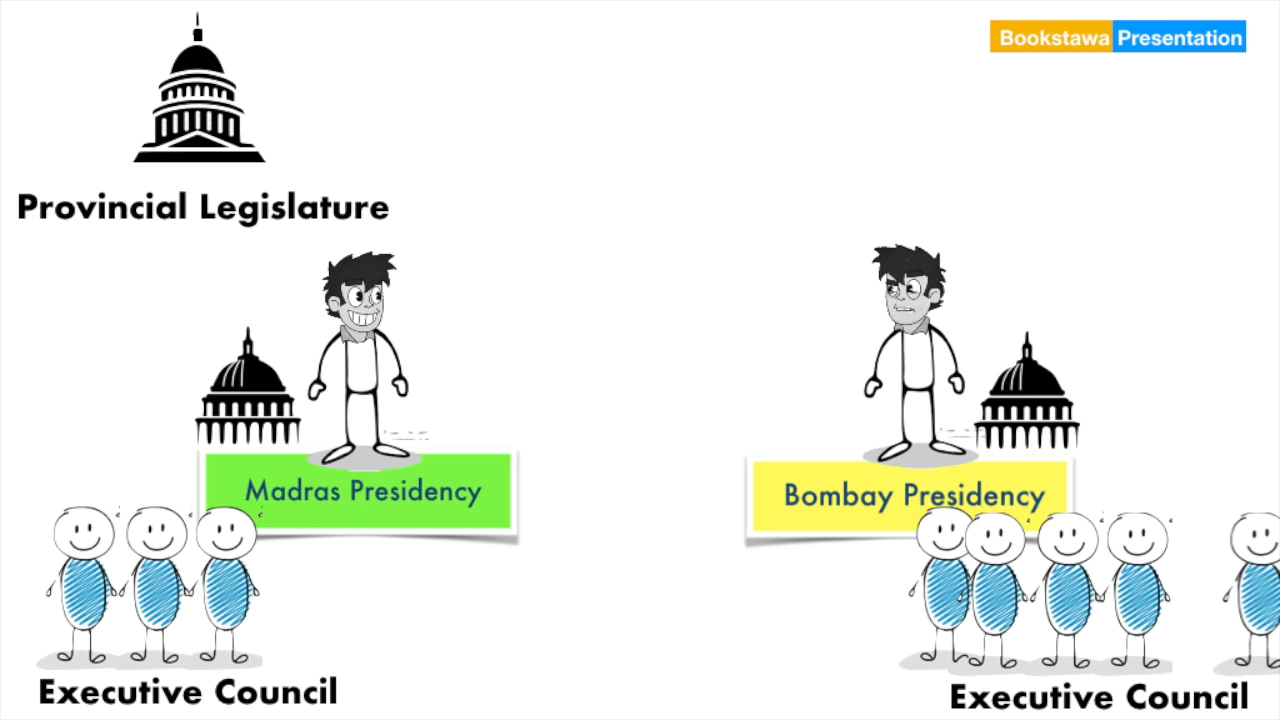 Bookstawa Presentation
Provincial Legislature
Madras Presidency
Bombay Presidency
Executive Council
Executive Council